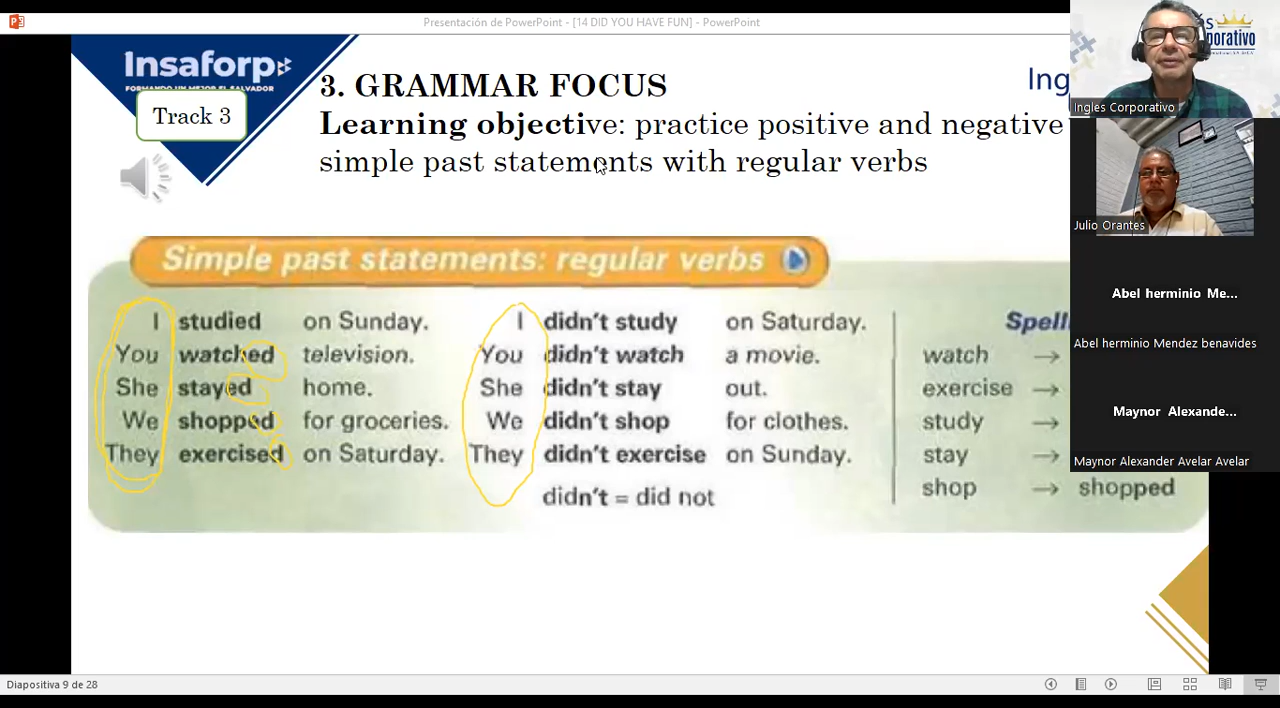 Presentación de PowerPoint - [14 DID YOU HAVE FUN] - PowerPoint
Insaforp
FORMANDO UN MEJOR EL SALVADOR
Track 3
3. GRAMMAR FOCUS
Learning objective: practice positive and negative
simple past statements with regular verbs
Ing
Ingles Corporativo
Julio Orantes
Abel herminio Me...
Abel herminio Mendez benavides
Maynor Alexande...
Maynor Alexander Avelar Avelar
Simple past statements: regular verbs
I studied on Sunday. I didn't study on Saturday.
You watched television. You didn't watch a movie. watch →
She stayed home. She didn't stay out. exercise →
We shopped for groceries. We didn't shop for clothes. study →
They exercised on Saturday. They didn't exercise on Sunday. stay →
didn't = did not shop → shopped
Diapositiva 9 de 28